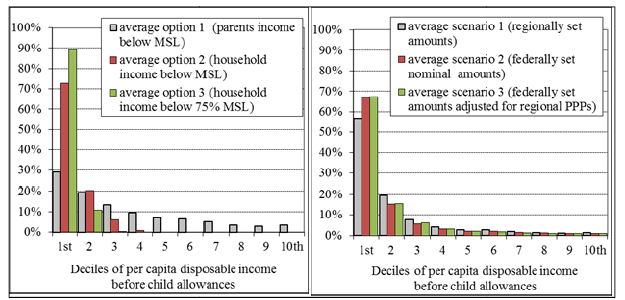 average option 1 (parents income
below MSL)
average option 2 (household
income below MSL)
average option 3 (household
income below 75% MSL)
100%
90%
80%
70%
60%
50%
40%
30%
20%
10%
0%
1st 2 3 4 5 6 7 8 9 10th
Deciles of per capita disposable income
before child allowances
average scenario 1 (regionally set
amounts)
average scenario 2 (federally set
nominal amounts)
average scenario 3 (federally set
amounts adjusted for regional PPPs)
100%
90%
80%
70%
60%
50%
40%
30%
20%
10%
0%
1st 2 3 4 5 6 7 8 9 10th
Deciles of per capita disposable income
before child allowances